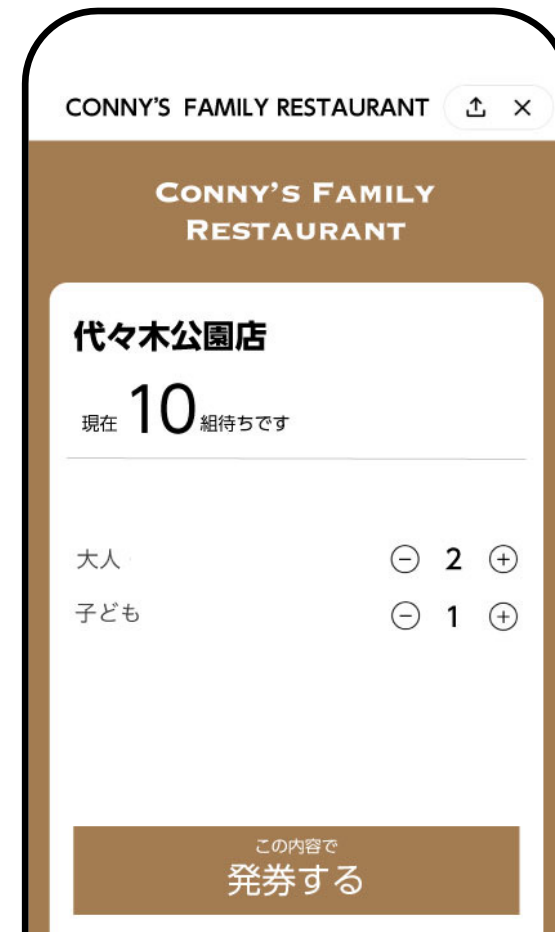 CONNY'S FAMILY RESTAURANT
CONNY'S FAMILY
RESTAURANT
代々木公園店
現在 10 組待ちです
大人 2
子ども 1
この内容で
発券する